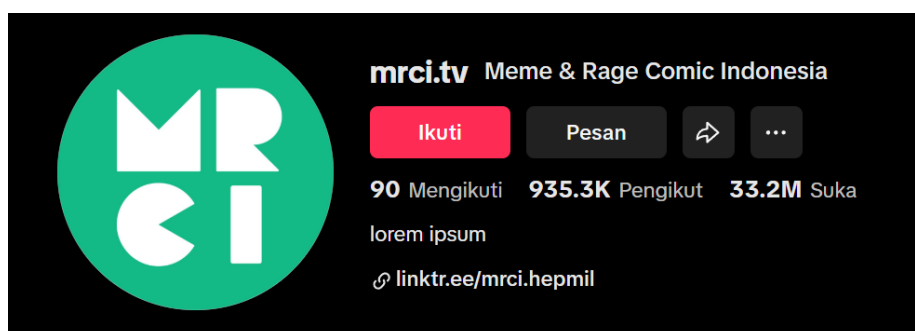 MR
CI
mrci.tv Meme & Rage Comic Indonesia
Ikuti Pesan
90 Mengikuti 935.3K Pengikut 33.2M Suka
lorem ipsum
linktr.ee/mrci.hepmil